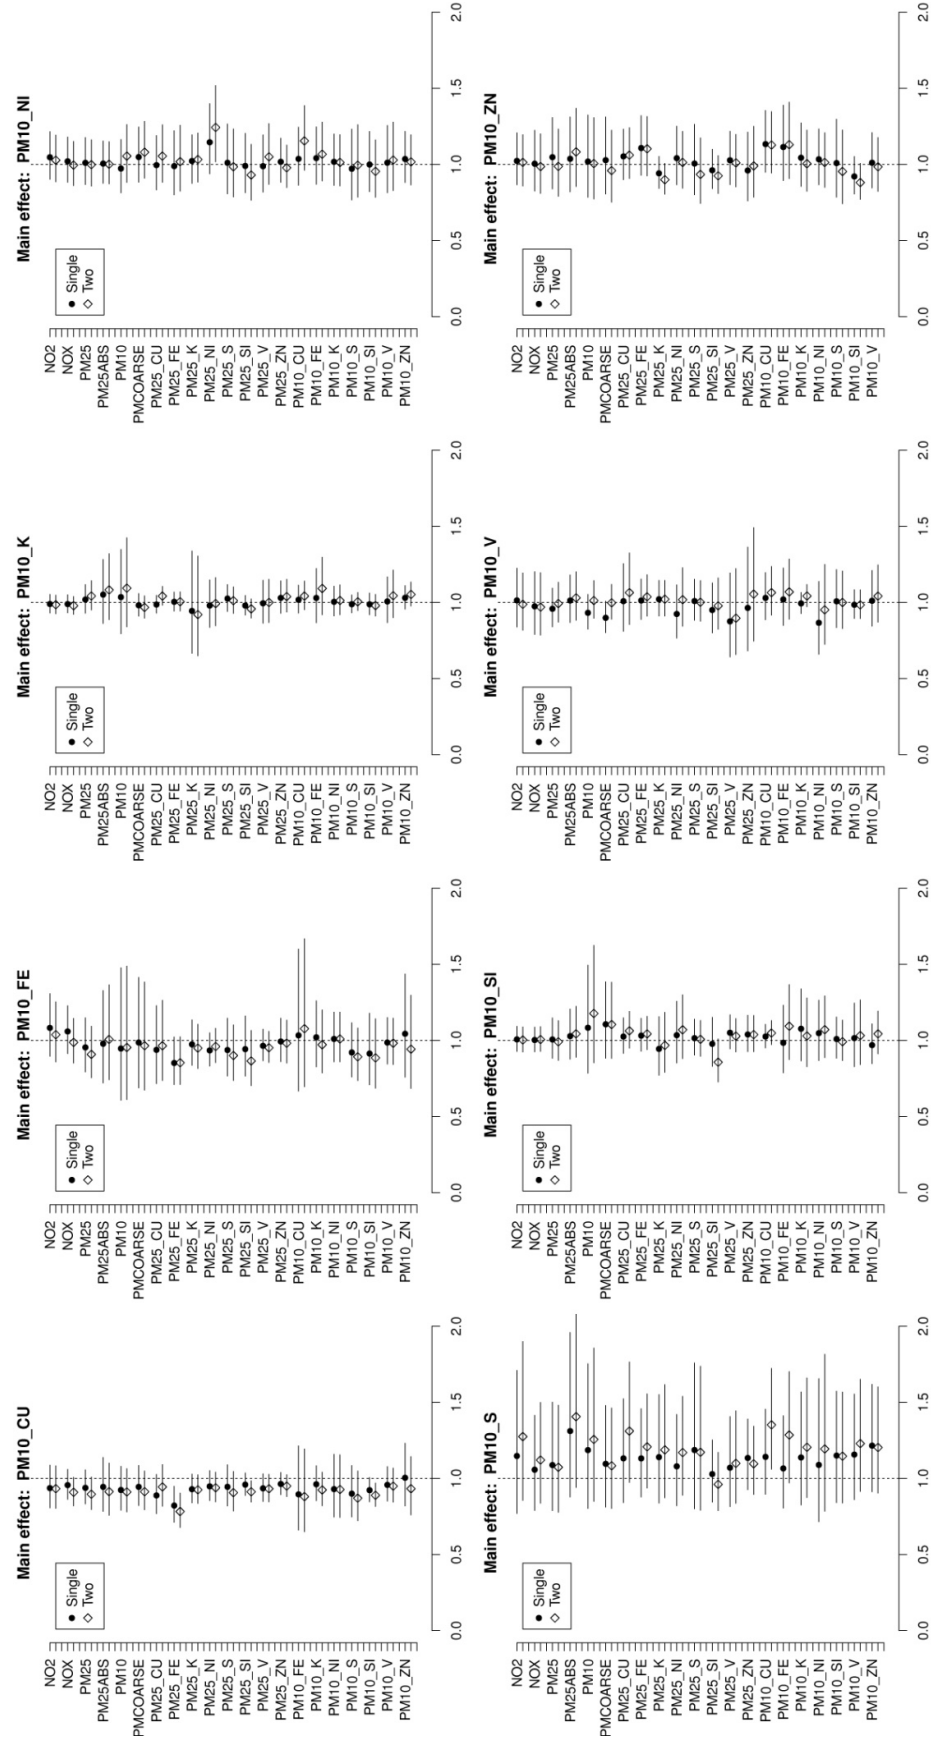 Main effect: PM10_CU
Single
Two
NO2
NOX
PM25
PM25ABS
PM10
PMCOARSE
PM25_CU
PM25_FE
PM25_K
PM25_NI
PM25_S
PM25_SI
PM25_V
PM25_ZN
PM10_FE
PM10_K
PM10_NI
PM10_S
PM10_SI
PM10_V
PM10_ZN
0.0 0.5 1.0 1.5 2.0
Main effect: PM10_FE
Single
Two
NO2
NOX
PM25
PM25ABS
PM10
PMCOARSE
PM25_CU
PM25_FE
PM25_K
PM25_NI
PM25_S
PM25_SI
PM25_V
PM25_ZN
PM10_CU
PM10_K
PM10_NI
PM10_S
PM10_SI
PM10_V
PM10_ZN
0.0 0.5 1.0 1.5 2.0
Main effect: PM10_K
Single
Two
NO2
NOX
PM25
PM25ABS
PM10
PMCOARSE
PM25_CU
PM25_FE
PM25_K
PM25_NI
PM25_S
PM25_SI
PM25_V
PM25_ZN
PM10_CU
PM10_FE
PM10_NI
PM10_S
PM10_SI
PM10_V
PM10_ZN
0.0 0.5 1.0 1.5 2.0
Main effect: PM10_NI
Single
Two
NO2
NOX
PM25
PM25ABS
PM10
PMCOARSE
PM25_CU
PM25_FE
PM25_K
PM25_NI
PM25_S
PM25_SI
PM25_V
PM25_ZN
PM10_CU
PM10_FE
PM10_S
PM10_SI
PM10_V
PM10_ZN
0.0 0.5 1.0 1.5 2.0
Main effect: PM10_S
Single
Two
NO2
NOX
PM25
PM25ABS
PM10
PMCOARSE
PM25_CU
PM25_FE
PM25_K
PM25_NI
PM25_S
PM25_SI
PM25_V
PM25_ZN
PM10_CU
PM10_FE
PM10_K
PM10_NI
PM10_SI
PM10_V
PM10_ZN
0.0 0.5 1.0 1.5 2.0
Main effect: PM10_SI
Single
Two
NO2
NOX
PM25
PM25ABS
PM10
PMCOARSE
PM25_CU
PM25_FE
PM25_K
PM25_NI
PM25_S
PM25_SI
PM25_V
PM25_ZN
PM10_CU
PM10_FE
PM10_K
PM10_NI
PM10_S
PM10_V
PM10_ZN
0.0 0.5 1.0 1.5 2.0
Main effect: PM10_V
Single
Two
NO2
NOX
PM25
PM25ABS
PM10
PMCOARSE
PM25_CU
PM25_FE
PM25_K
PM25_NI
PM25_S
PM25_SI
PM25_V
PM25_ZN
PM10_CU
PM10_FE
PM10_K
PM10_NI
PM10_S
PM10_SI
PM10_ZN
0.0 0.5 1.0 1.5 2.0
Main effect: PM10_ZN
Single
Two
NO2
NOX
PM25
PM25ABS
PM10
PMCOARSE
PM25_CU
PM25_FE
PM25_K
PM25_NI
PM25_S
PM25_SI
PM25_V
PM25_ZN
PM10_CU
PM10_FE
PM10_K
PM10_NI
PM10_S
PM10_SI
PM10_V
0.0 0.5 1.0 1.5 2.0